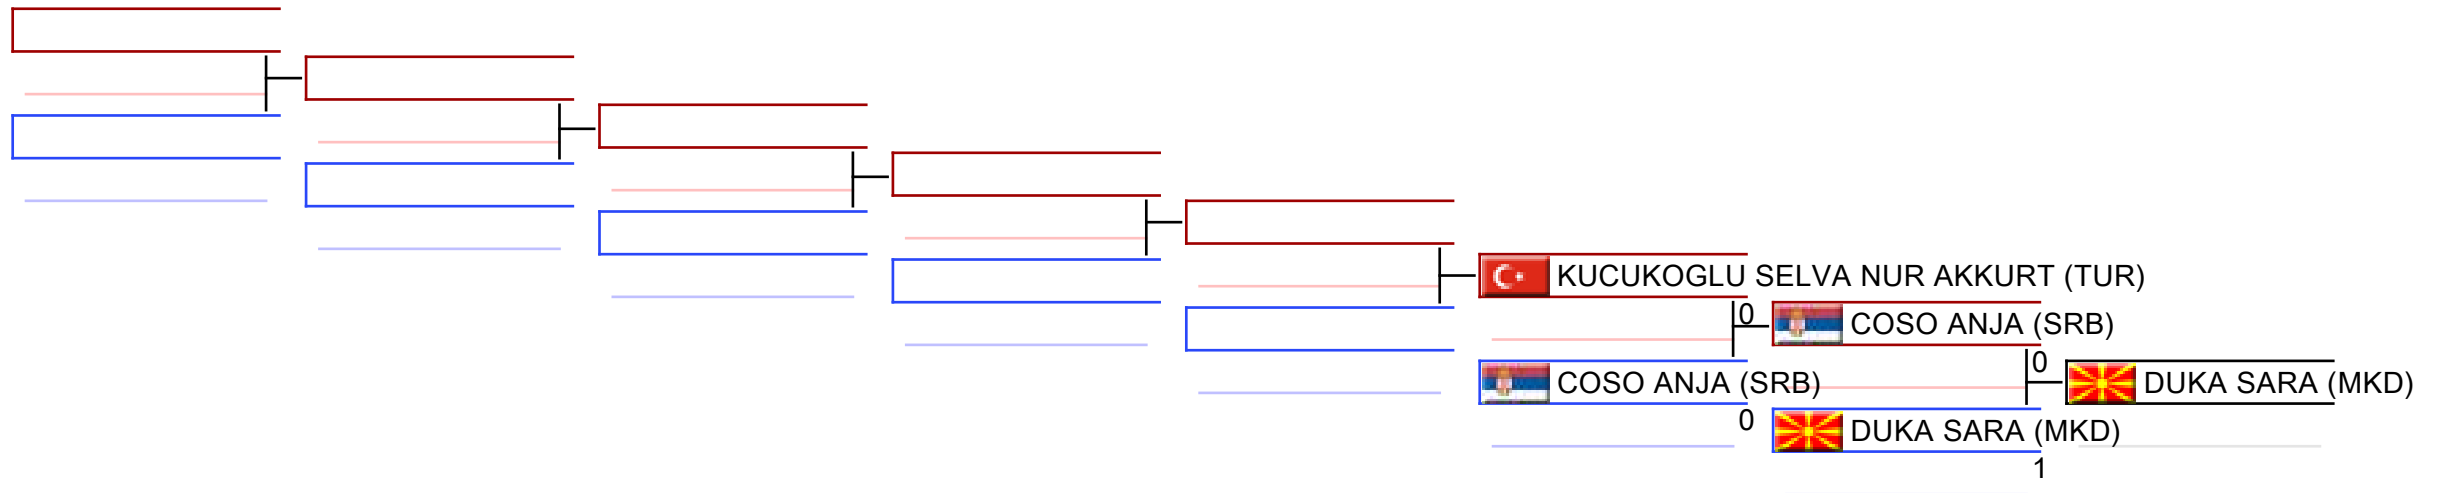 KUCUKOGLU SELVA NUR AKKURT (TUR)
0
COSO ANJA (SRB)
0
COSO ANJA (SRB)
DUKA SARA (MKD)
0
DUKA SARA (MKD)
1